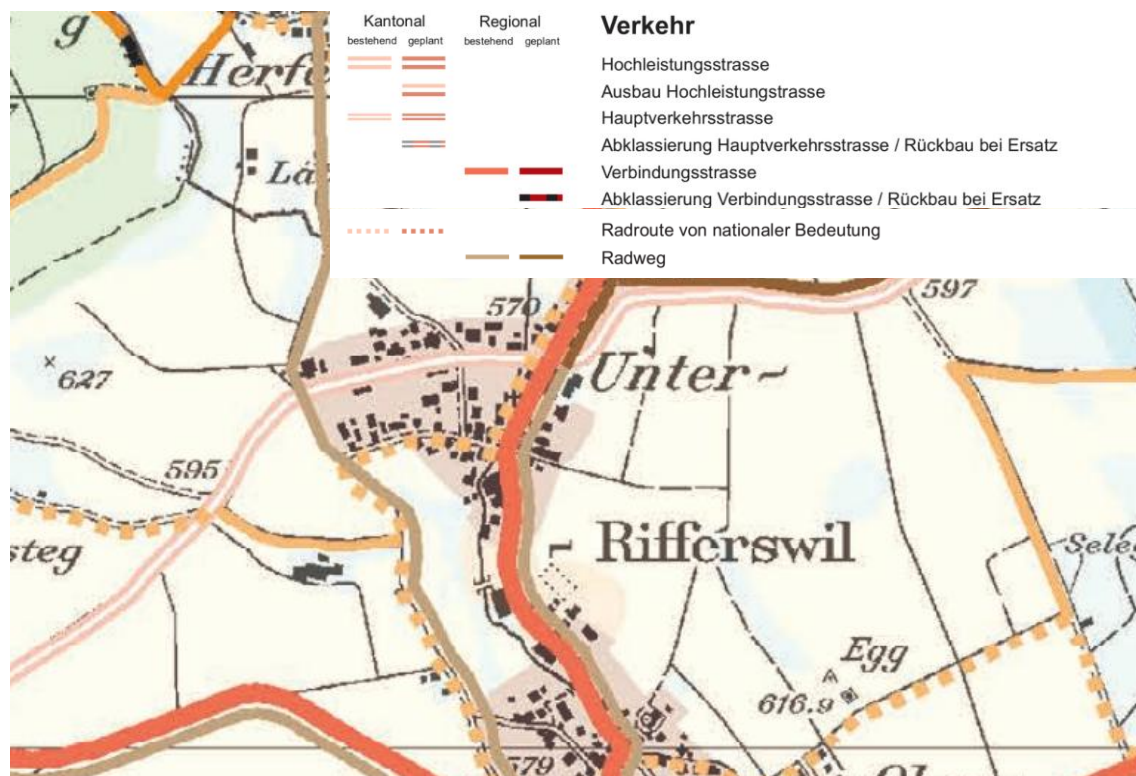 Kantonal Regional Verkehr
bestehend geplant bestehend geplant
Hochleistungsstrasse
Ausbau Hochleistungstrasse
Hauptverkehrsstrasse
Abklassierung Hauptverkehrsstrasse / Rückbau bei Ersatz
Verbindungsstrasse
Abklassierung Verbindungsstrasse / Rückbau bei Ersatz
Radroute von nationaler Bedeutung
Radweg
g
Herfe
Lä
570
597
627
Unter-
595
steg
Rifferswil
Sele
Egg
616.9
579